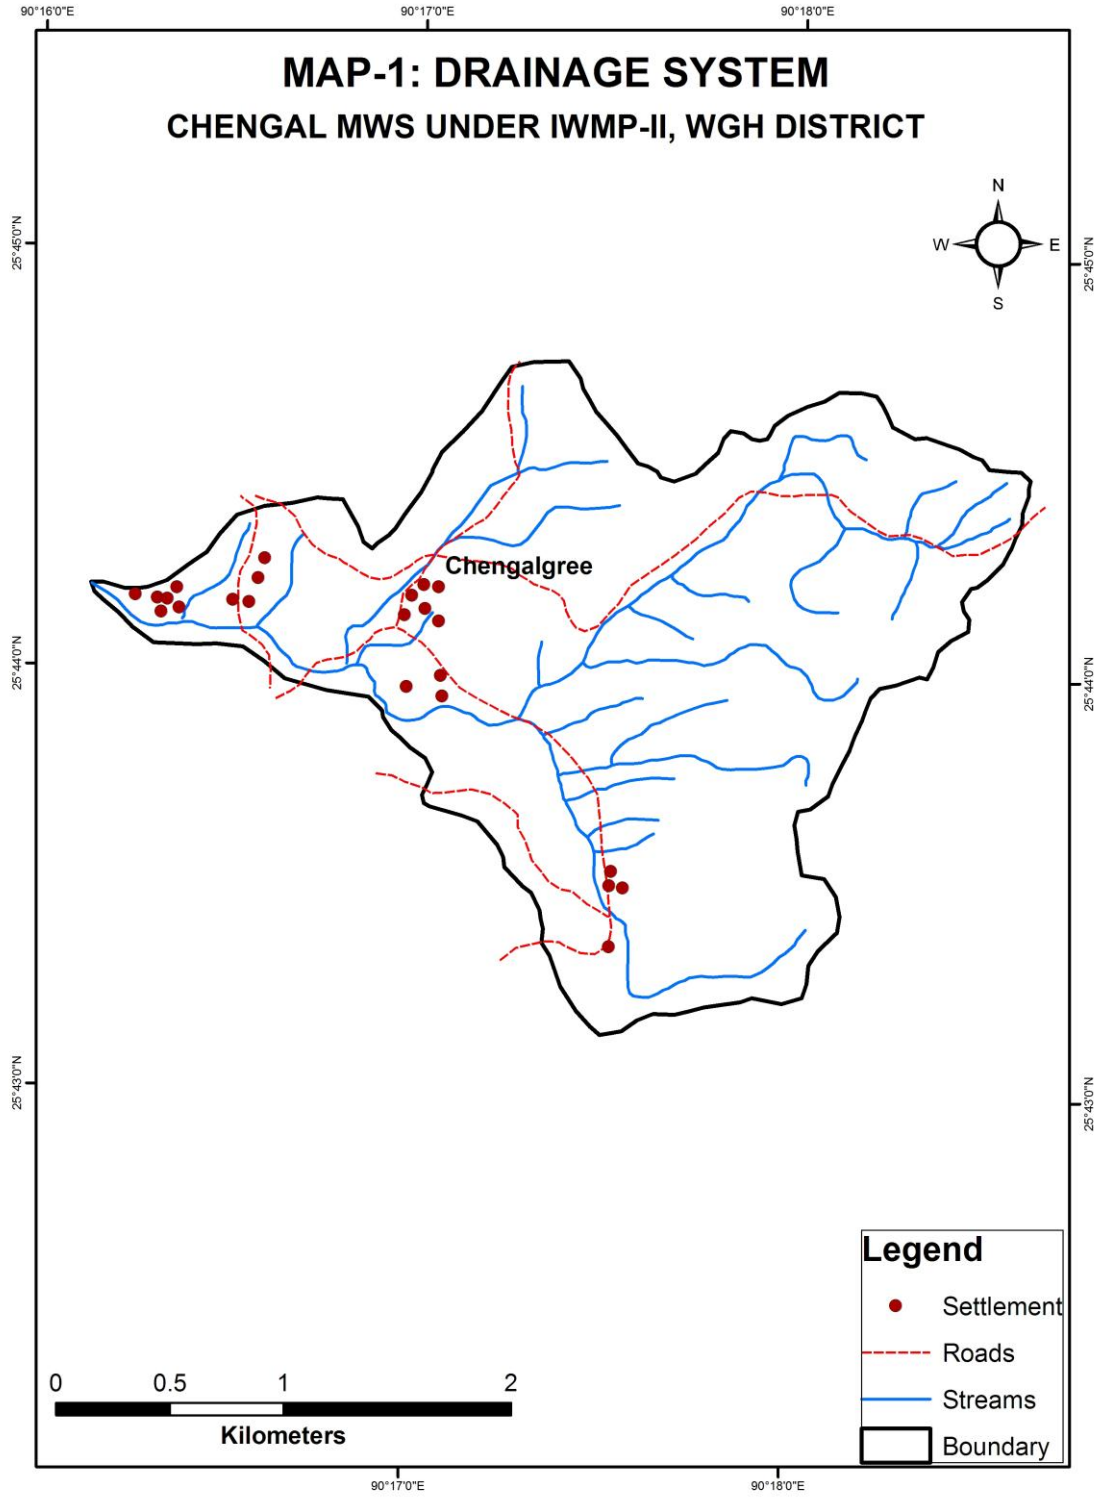 90°16'0"E 90°17'0"E 90°18'0"E
MAP-1: DRAINAGE SYSTEM
CHENGAL MWS UNDER IWMP-II, WGH DISTRICT
N
W E
S
25°45'0"N
25°45'0"N
Chengalgree
25°44'0"N
25°44'0"N
25°43'0"N
25°43'0"N
Legend
Settlement
Roads
Streams
Boundary
0 0.5 1 2
Kilometers
90°17'0"E 90°18'0"E